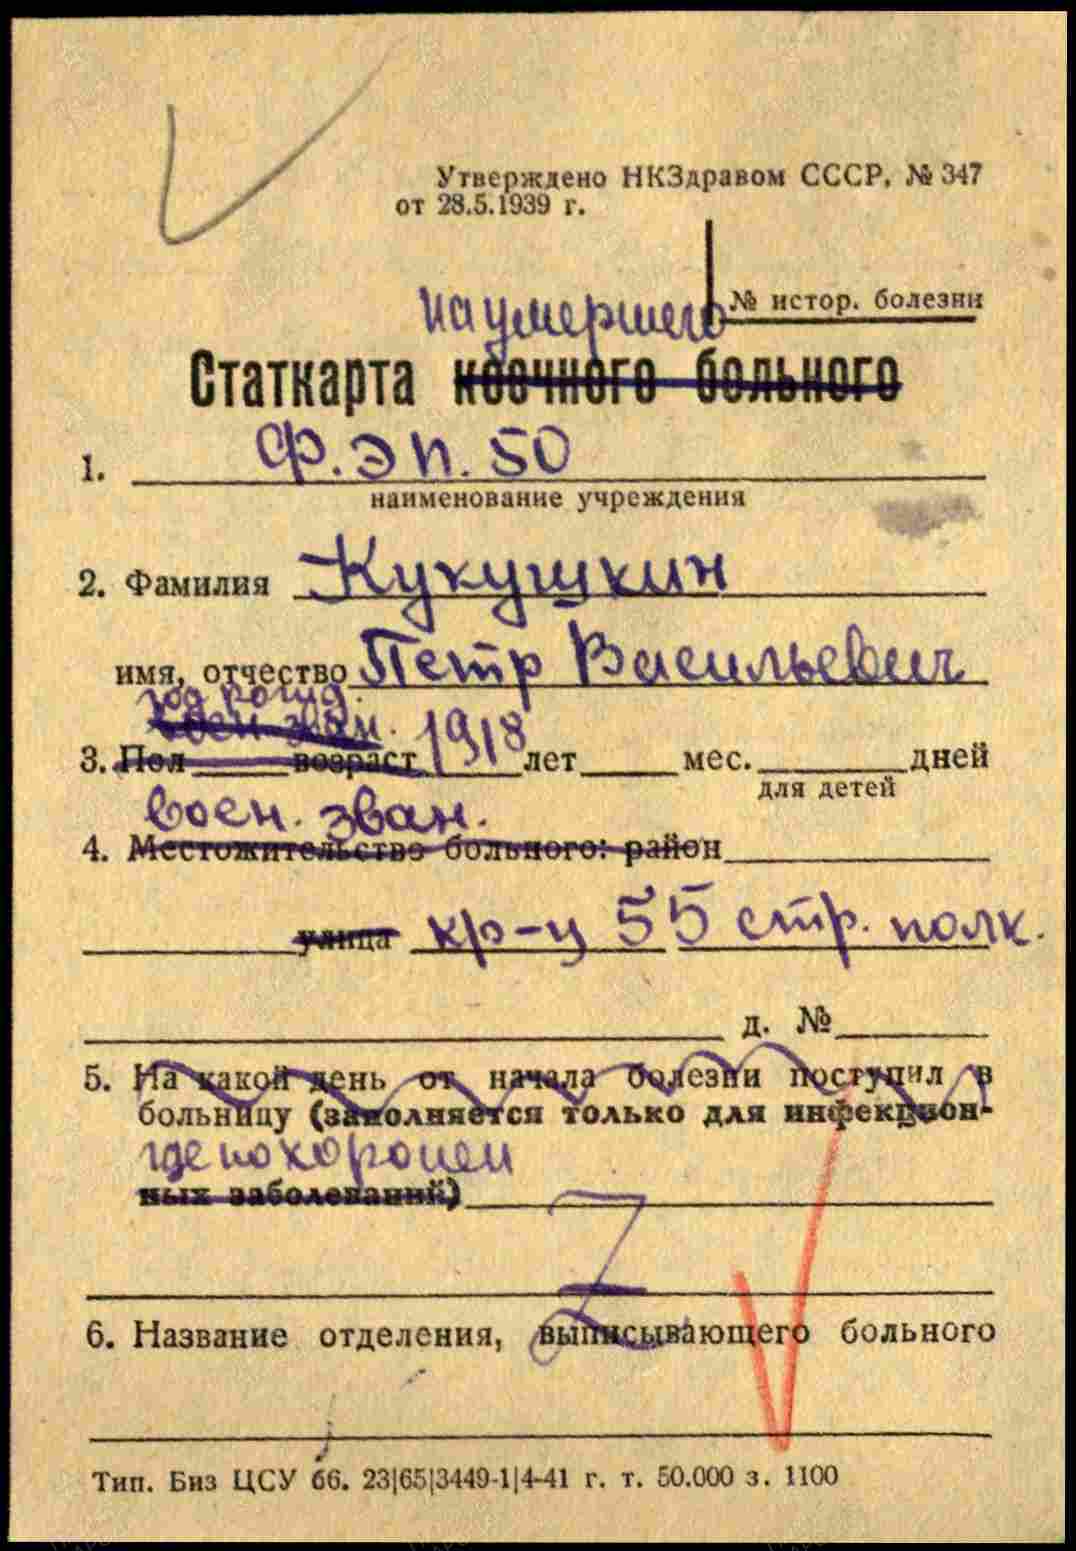 Утверждено НКЗдравом СССР, № 347
от 28.5.1939 г.
№ истор. болезни
на умершего
Статкарта коечного больного
1. Ф.ЭП. 50
наименование учреждения
2. Фамилия Кукушкин
имя, отчество Петр Васильевич
год рожд.
воен. зван.
3. Пол возраст 1918 лет мес. дней
для детей
воен. зван.
4. Местожительство больного: район
улица кр-ц 55 стр. полк.
д. №
5. На какой день от начала болезни поступил в
больницу (заполняется только для инфекцион-
где похоронен
ных заболеваний)
Z
6. Название отделения, выписывающего больного
Тип. Биз ЦСУ бб. 23|65|3449-1|4-41 г. т. 50.000 з. 1100